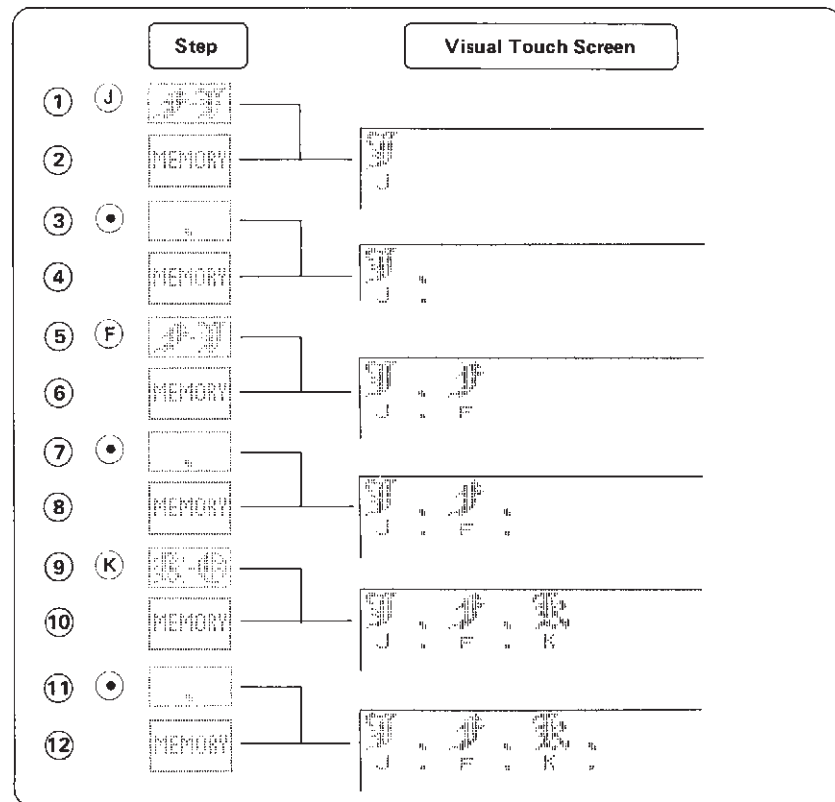 Step Visual Touch Screen
1 J F-J
2 MEMORY J
J
3 • .
4 MEMORY J .
J .
5 F F-J
6 MEMORY J . F
J . F
7 • .
8 MEMORY J . F .
J . F .
9 K K-O
10 MEMORY J . F . K
J . F . K
11 • .
12 MEMORY J . F . K .
J . F . K .